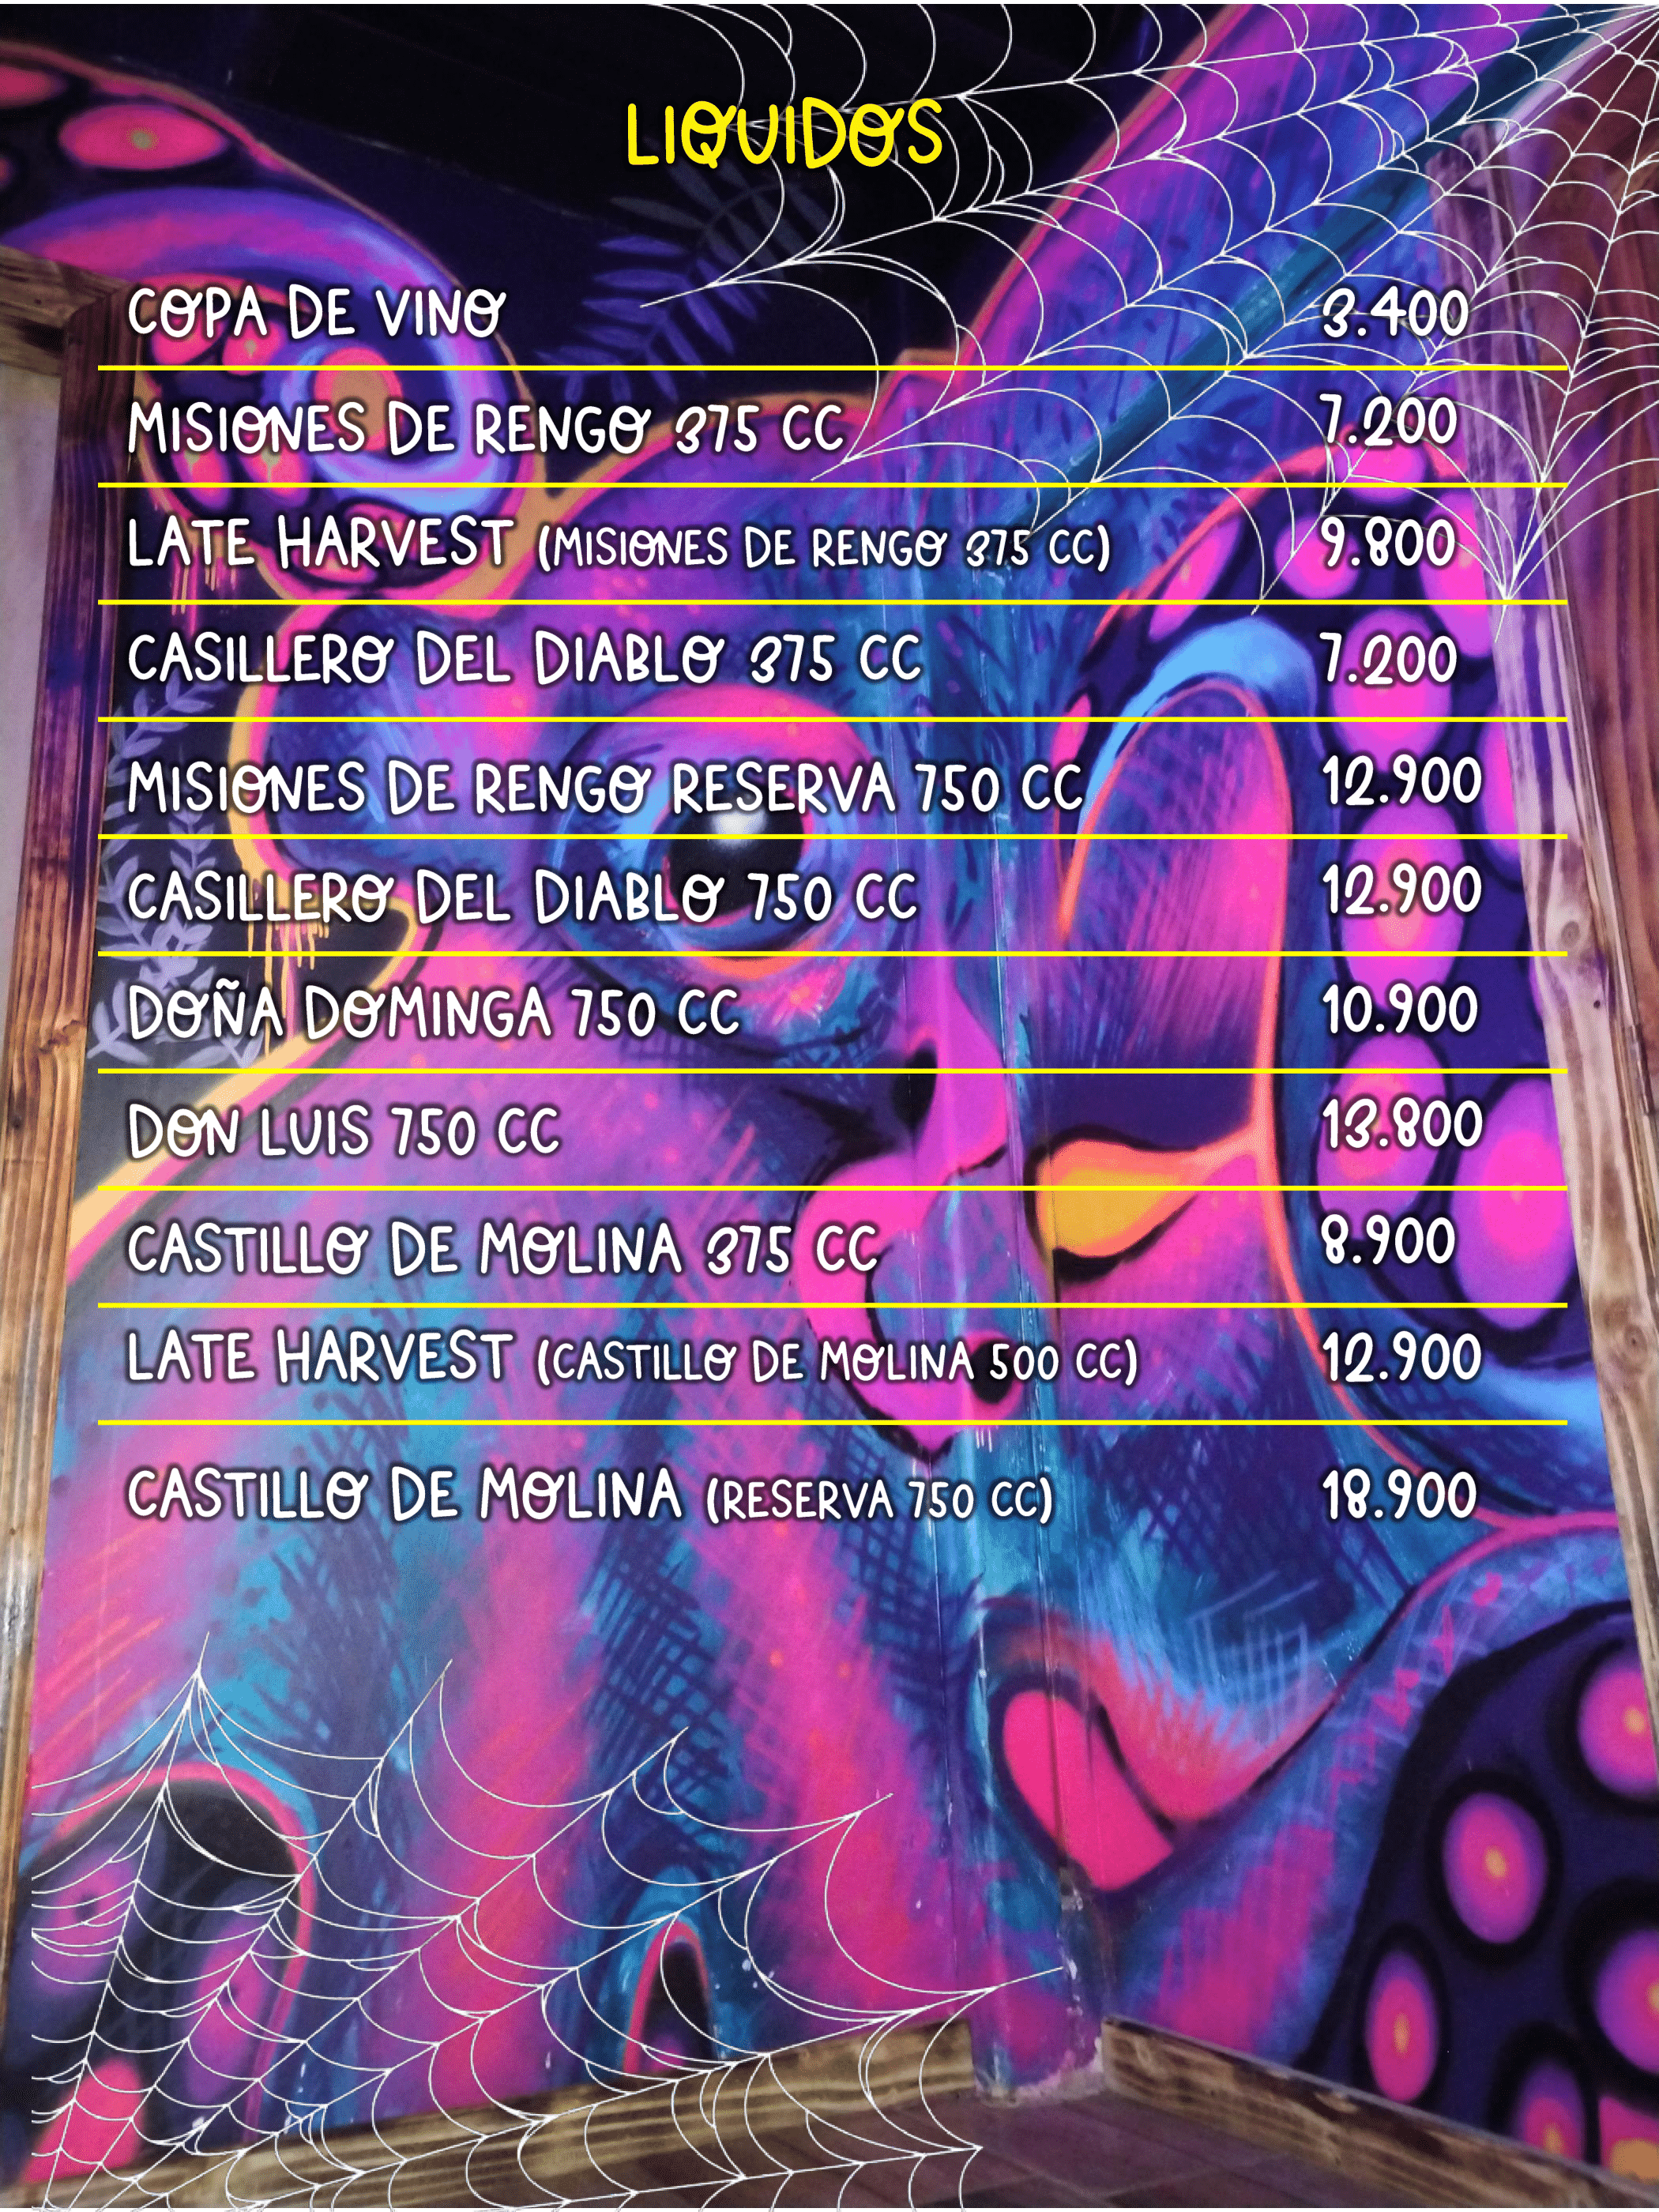 LIQUIDOS
COPA DE VINO 3.400
MISIONES DE RENGO 375 CC 7.200
LATE HARVEST (MISIONES DE RENGO 375 CC) 9.800
CASILLERO DEL DIABLO 375 CC 7.200
MISIONES DE RENGO RESERVA 750 CC 12.900
CASILLERO DEL DIABLO 750 CC 12.900
DOÑA DOMINGA 750 CC 10.900
DON LUIS 750 CC 13.800
CASTILLO DE MOLINA 375 CC 8.900
LATE HARVEST (CASTILLO DE MOLINA 500 CC) 12.900
CASTILLO DE MOLINA (RESERVA 750 CC) 18.900